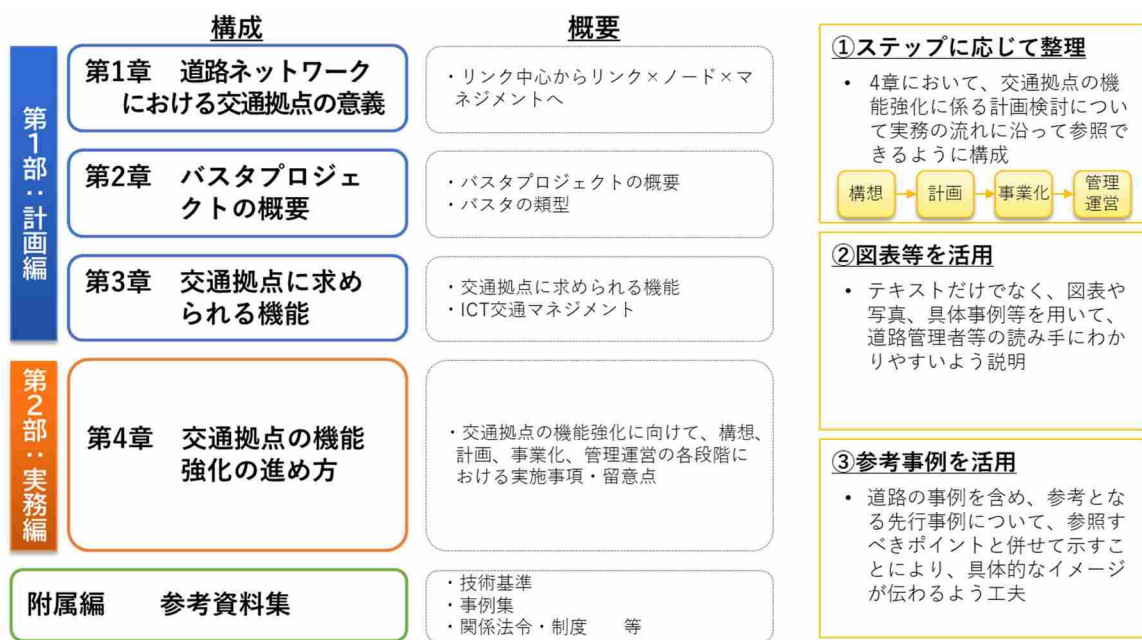 構成
概要
第1部：計画編
第1章　道路ネットワーク
における交通拠点の意義
・リンク中心からリンク×ノード×マ
ネジメントへ
第2章　バスタプロジェ
クトの概要
・バスタプロジェクトの概要
・バスタの類型
第3章　交通拠点に求め
られる機能
・交通拠点に求められる機能
・ICT交通マネジメント
第2部：実務編
第4章　交通拠点の機能
強化の進め方
・交通拠点の機能強化に向けて、構想、
計画、事業化、管理運営の各段階に
おける実施事項・留意点
附属編　　参考資料集
・技術基準
・事例集
・関係法令・制度　　等
①ステップに応じて整理
• 4章において、交通拠点の機
能強化に係る計画検討につい
て実務の流れに沿って参照で
きるように構成
構想
計画
事業化
管理
運営
②図表等を活用
• テキストだけでなく、図表や
写真、具体事例等を用いて、
道路管理者等の読み手にわか
りやすいよう説明
③参考事例を活用
• 道路の事例を含め、参考とな
る先行事例について、参照す
べきポイントと併せて示すこ
とにより、具体的なイメージ
が伝わるよう工夫